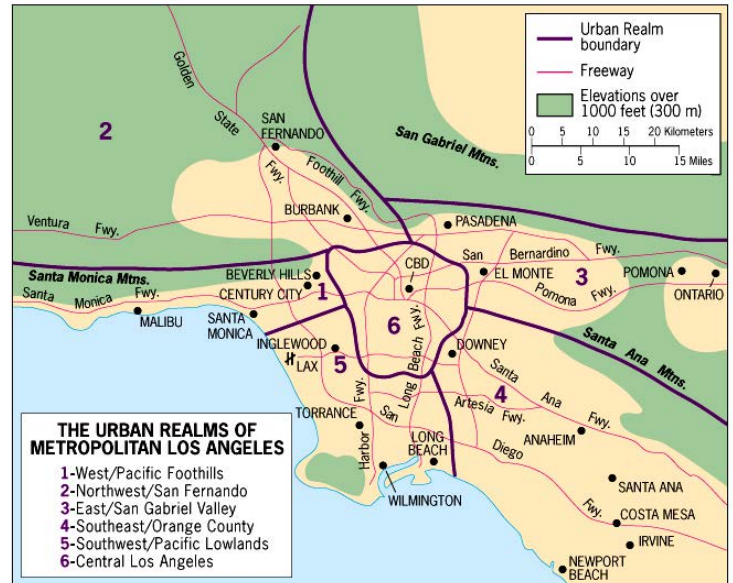 Urban Realm
boundary
Freeway
Elevations over
1000 feet (300 m)
0 5 10 15 20 Kilometers
0 5 10 15 Miles
Golden
State
Fwy.
2
SAN
FERNANDO
San Gabriel Mtns.
Foothill
Fwy.
BURBANK
PASADENA
Ventura Fwy.
San Bernardino Fwy.
CBD
EL MONTE
3
POMONA
ONTARIO
Pomona Fwy.
Santa Monica Mtns.
BEVERLY HILLS
CENTURY CITY
1
Santa Monica Fwy.
MALIBU
SANTA
MONICA
6
Santa Ana Mtns.
INGLEWOOD
LAX
5
Long Beach Fwy.
DOWNEY
Santa Ana Fwy.
4
Artesia Fwy.
TORRANCE
Harbor Fwy.
San Diego Fwy.
LONG
BEACH
ANAHEIM
WILMINGTON
SANTA ANA
COSTA MESA
IRVINE
NEWPORT
BEACH
THE URBAN REALMS OF
METROPOLITAN LOS ANGELES
1-West/Pacific Foothills
2-Northwest/San Fernando
3-East/San Gabriel Valley
4-Southeast/Orange County
5-Southwest/Pacific Lowlands
6-Central Los Angeles